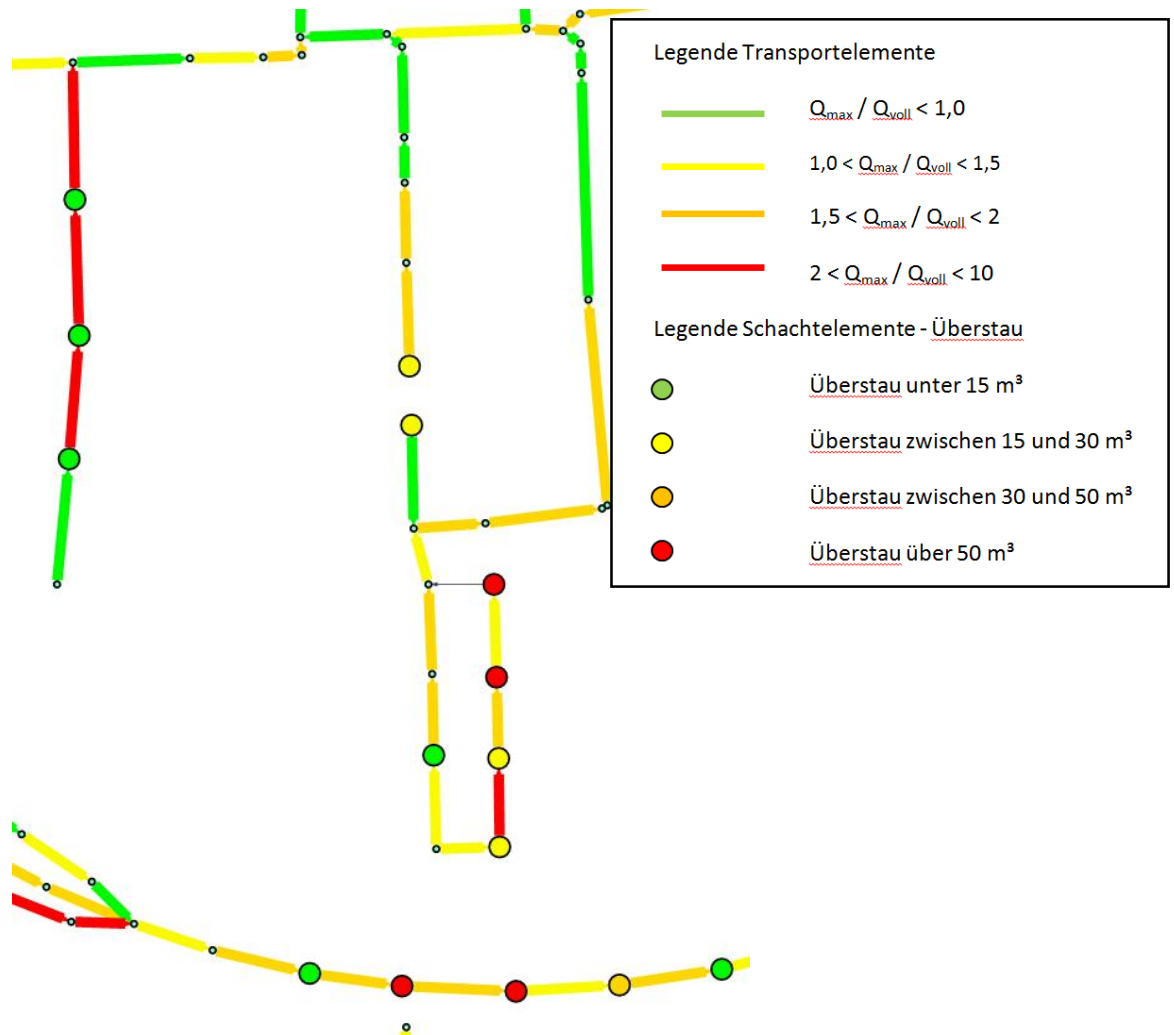 Legende Transportelemente
Qmax / Qvoll < 1,0
1,0 < Qmax / Qvoll < 1,5
1,5 < Qmax / Qvoll < 2
2 < Qmax / Qvoll < 10
Legende Schachtelemente - Überstau
Überstau unter 15 m³
Überstau zwischen 15 und 30 m³
Überstau zwischen 30 und 50 m³
Überstau über 50 m³